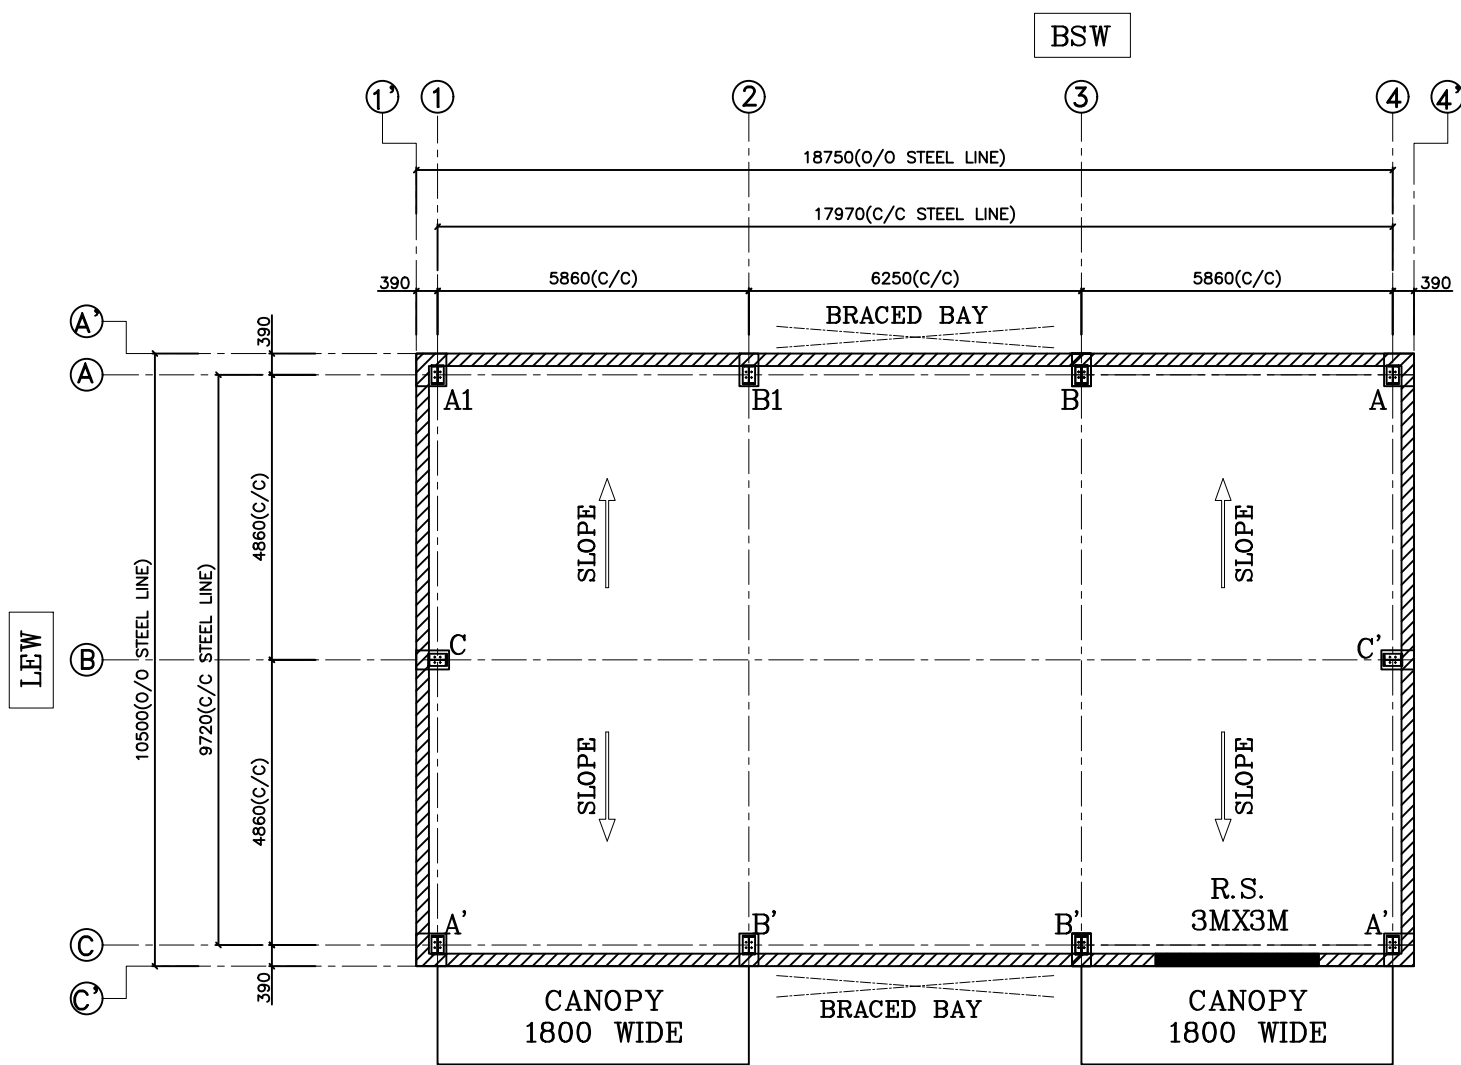 BSW
1' 1 2 3 4 4'
18750(O/O STEEL LINE)
17970(C/C STEEL LINE)
390 5860(C/C) 6250(C/C) 5860(C/C) 390
BRACED BAY
A'
390
A
A1 B1 B A
4860(C/C)
SLOPE SLOPE
10500(O/O STEEL LINE)
9720(C/C STEEL LINE)
LEW
B
C C'
4860(C/C)
SLOPE SLOPE
R.S.
3MX3M
A' B' B' A'
C
390
C'
CANOPY
1800 WIDE
BRACED BAY
CANOPY
1800 WIDE